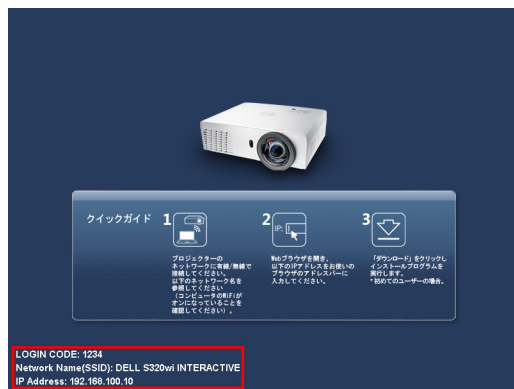 クイックガイド
1
プロジェクターの
ネットワークに有線/無線で
接続してください。
以下のネットワーク名を
参照してください
(コンピュータのWiFiが
オンになっていることを
確認してください)。
2
IP:
Webブラウザを開き、
以下のIPアドレスをお使いの
ブラウザのアドレスバーに
入力してください。
3
「ダウンロード」をクリックし
インストールプログラムを
実行します。
*初めてのユーザーの場合。
LOGIN CODE: 1234
Network Name(SSID): DELL S320wi INTERACTIVE
IP Address: 192.168.100.10